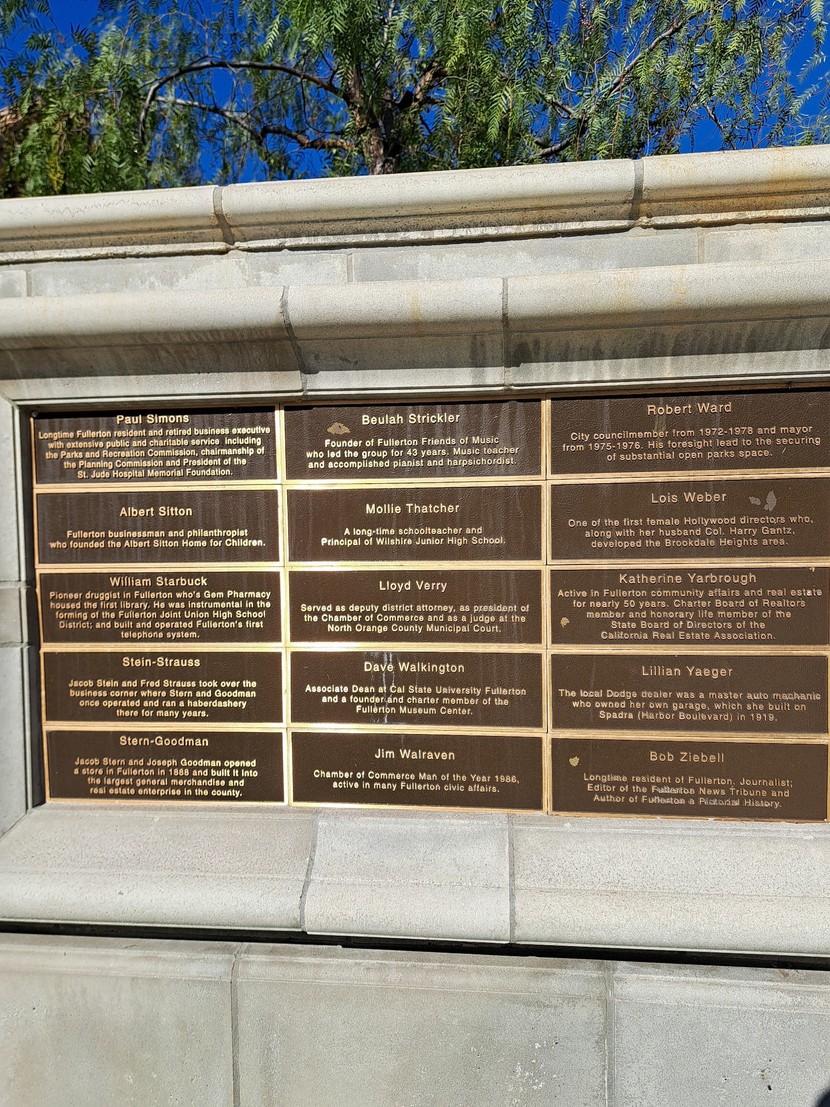 Paul Simons
Longtime Fullerton resident and retired business executive
with extensive public and charitable service including
the Parks and Recreation Commission, chairmanship of
the Planning Commission and President of the
St. Jude Hospital Memorial Foundation.
Albert Sitton
Fullerton businessman and philanthropist
who founded the Albert Sitton Home for Children.
William Starbuck
Pioneer druggist in Fullerton who's Gem Pharmacy
housed the first library. He was instrumental in the
forming of the Fullerton Joint Union High School
District; and built and operated Fullerton's first
telephone system.
Stein-Strauss
Jacob Stein and Fred Strauss took over the
business corner where Stern and Goodman
once operated and ran a haberdashery
there for many years.
Stern-Goodman
Jacob Stern and Joseph Goodman opened
a store in Fullerton in 1888 and built it into
the largest general merchandise and
real estate enterprise in the county.
Beulah Strickler
Founder of Fullerton Friends of Music
who led the group for 43 years. Music teacher
and accomplished pianist and harpsichordist.
Mollie Thatcher
A long-time schoolteacher and
Principal of Wilshire Junior High School.
Lloyd Verry
Served as deputy district attorney, as president of
the Chamber of Commerce and as a judge at the
North Orange County Municipal Court.
Dave Walkington
Associate Dean at Cal State University Fullerton
and a founder and charter member of the
Fullerton Museum Center.
Jim Walraven
Chamber of Commerce Man of the Year 1986,
active in many Fullerton civic affairs.
Robert Ward
City councilmember from 1972-1978 and mayor
from 1975-1976. His foresight lead to the securing
of substantial open parks space.
Lois Weber
One of the first female Hollywood directors who,
along with her husband Col. Harry Gantz,
developed the Brookdale Heights area.
Katherine Yarbrough
Active in Fullerton community affairs and real estate
for nearly 50 years. Charter Board of Realtors
member and honorary life member of the
State Board of Directors of the
California Real Estate Association.
Lillian Yaeger
The local Dodge dealer was a master auto mechanic
who owned her own garage, which she built on
Spadra (Harbor Boulevard) in 1919.
Bob Ziebell
Longtime resident of Fullerton. Journalist;
Editor of the Fullerton News Tribune and
Author of Fullerton a Pictorial History.